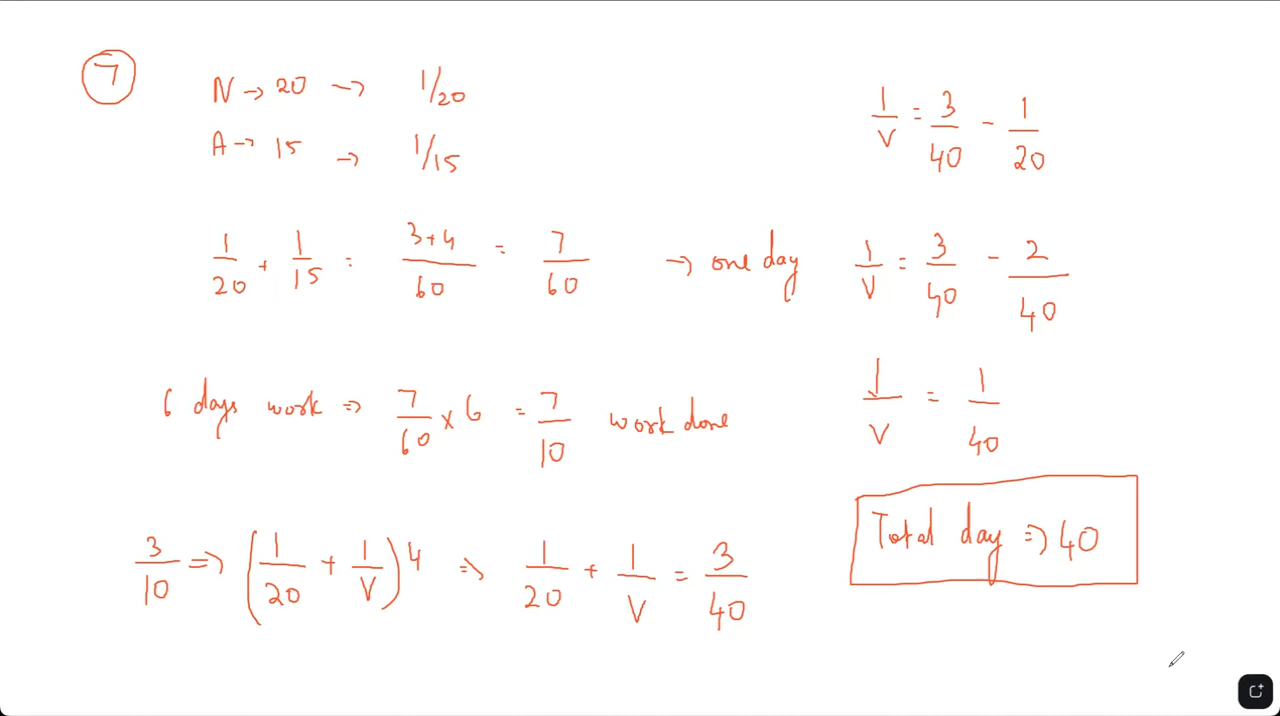 7
N → 20 → 1/20
A → 15 → 1/15
1/20 + 1/15 = 3+4/60 = 7/60 → one day
6 days work ⇒ 7/60 × 6 = 7/10 work done
3/10 ⇒ (1/20 + 1/V)4 ⇒ 1/20 + 1/V = 3/40
1/V = 3/40 - 1/20
1/V = 3/40 - 2/40
1/V = 1/40
Total day ⇒ 40